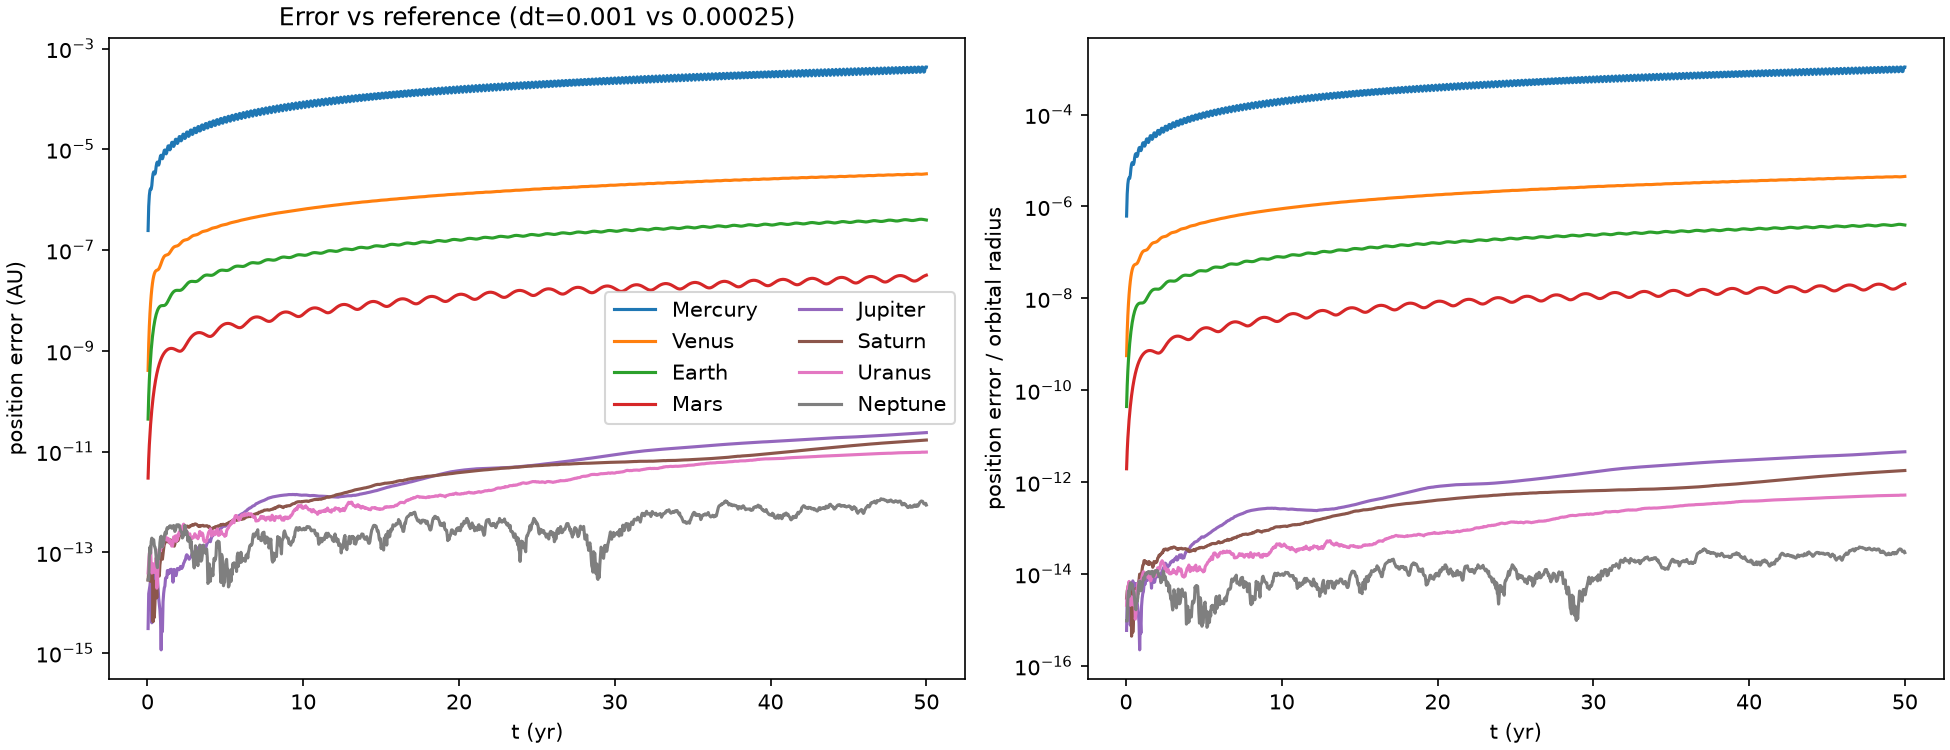 Error vs reference (dt=0.001 vs 0.00025)
position error (AU)
10⁻³
10⁻⁵
10⁻⁷
10⁻⁹
10⁻¹¹
10⁻¹³
10⁻¹⁵
Mercury
Venus
Earth
Mars
Jupiter
Saturn
Uranus
Neptune
0 10 20 30 40 50
t (yr)
position error / orbital radius
10⁻⁴
10⁻⁶
10⁻⁸
10⁻¹⁰
10⁻¹²
10⁻¹⁴
10⁻¹⁶
0 10 20 30 40 50
t (yr)